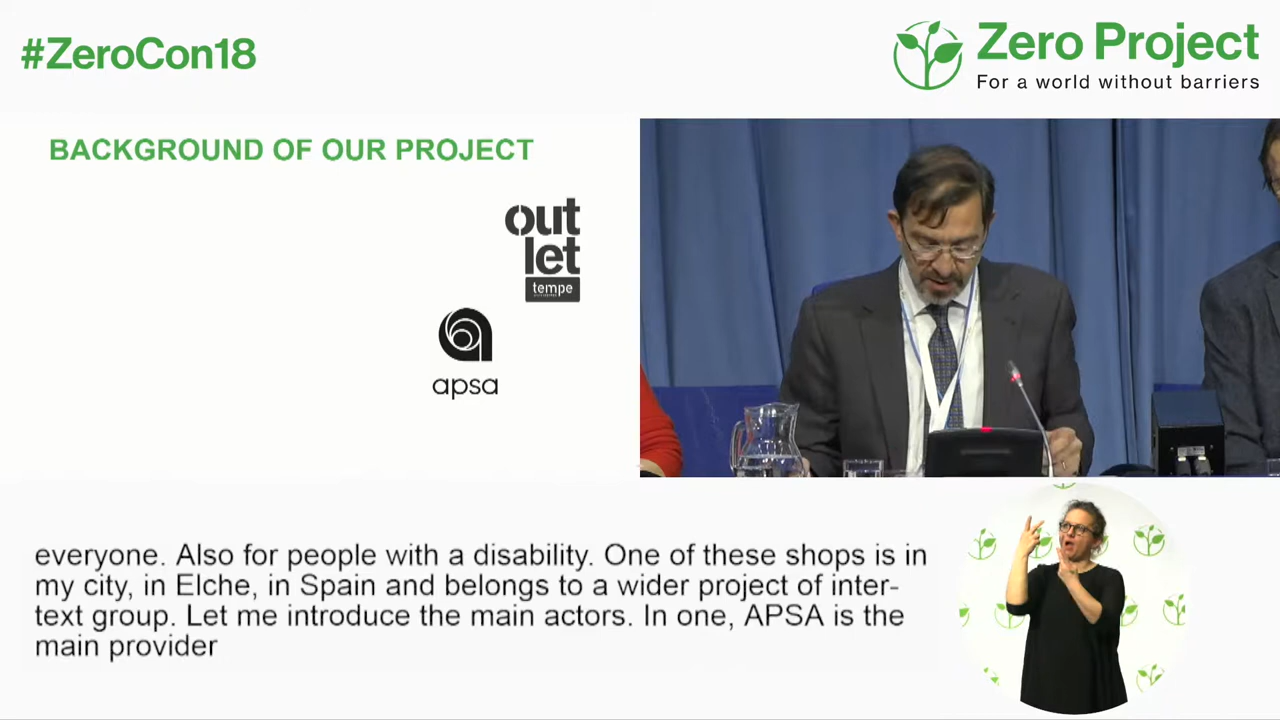 #ZeroCon18
Zero Project
For a world without barriers
BACKGROUND OF OUR PROJECT
out
let
tempe
apsa
everyone. Also for people with a disability. One of these shops is in
my city, in Elche, in Spain and belongs to a wider project of inter-
text group. Let me introduce the main actors. In one, APSA is the
main provider